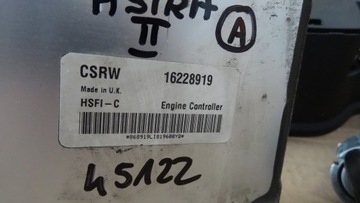 ASTRA
II
A
CSRW 16228919
Made in U.K.
HSFI-C Engine Controller
45122